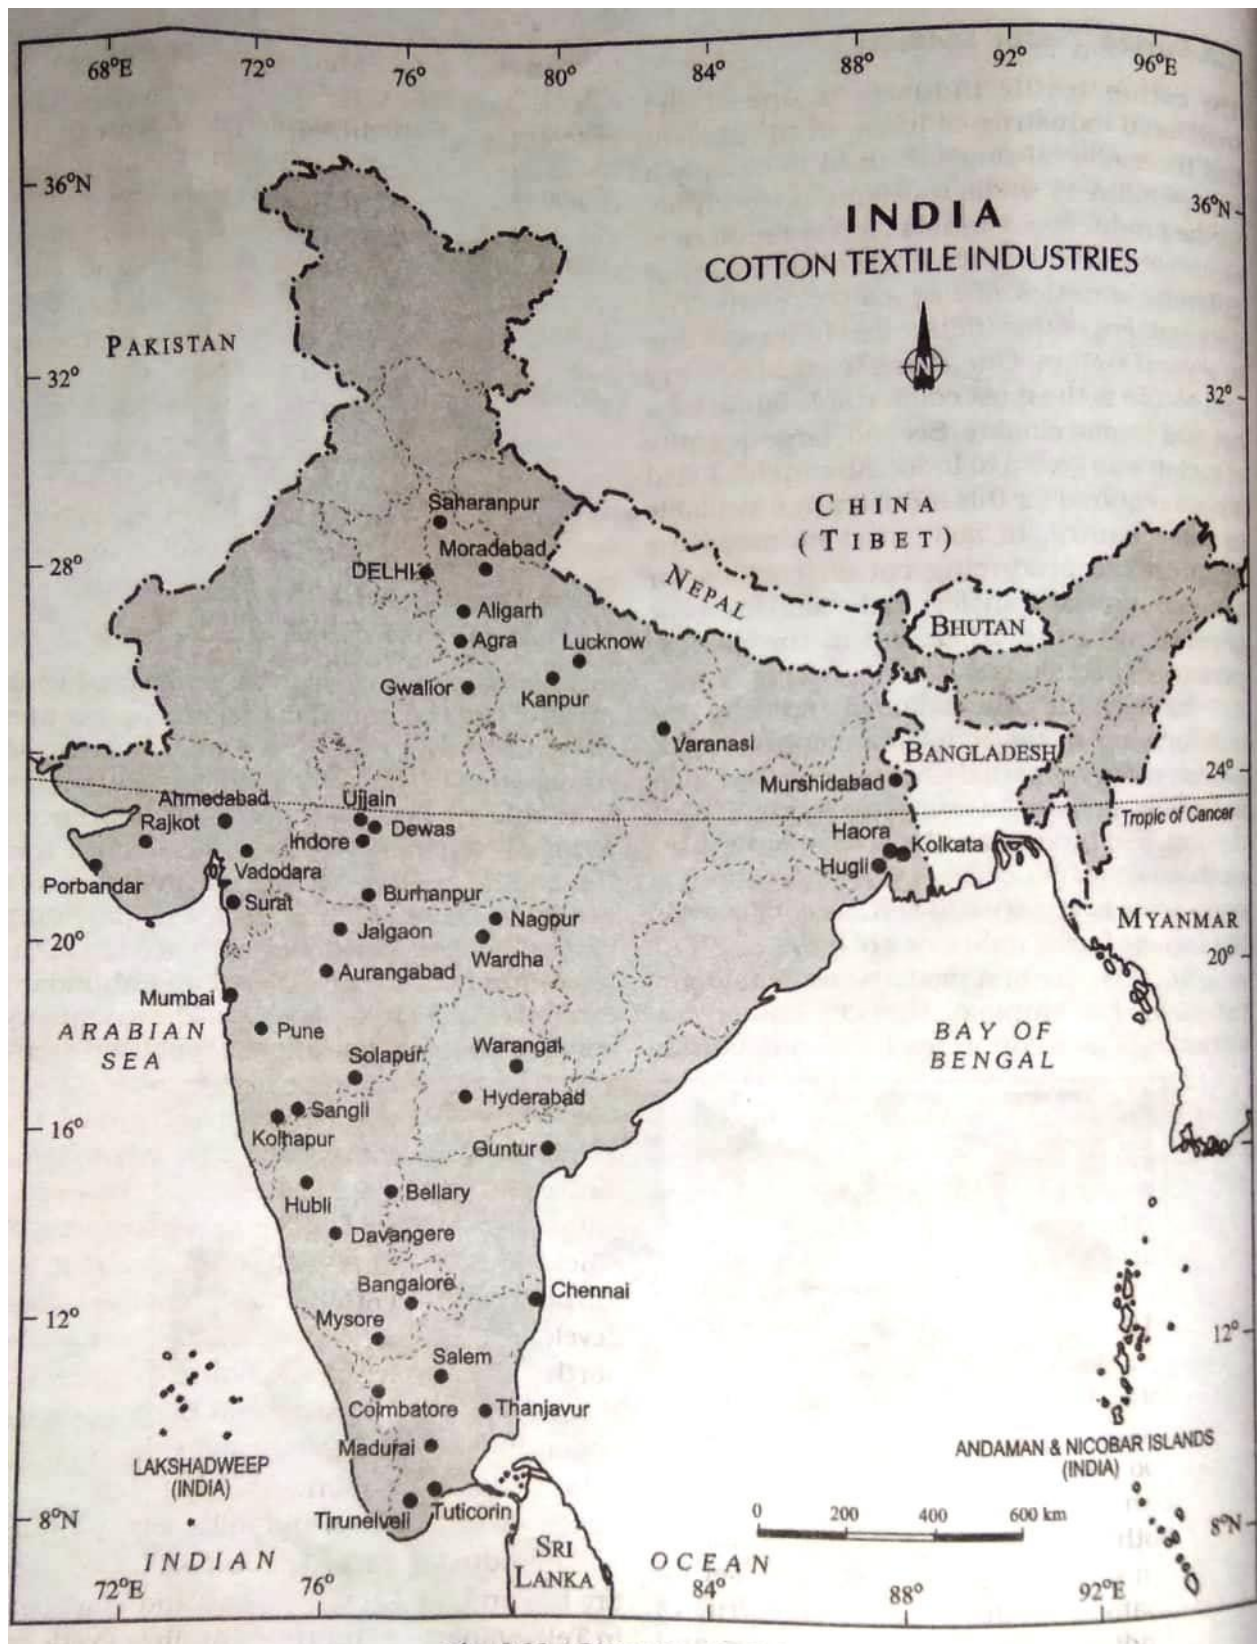 68°E 72° 76° 80° 84° 88° 92° 96°E
36°N
36°N
INDIA
COTTON TEXTILE INDUSTRIES
N
PAKISTAN
32°
32°
CHINA
(TIBET)
Saharanpur
Moradabad
DELHI
28°
NEPAL
Aligarh
BHUTAN
Agra
Lucknow
Gwalior
Kanpur
Varanasi
BANGLADESH
Murshidabad
24°
Tropic of Cancer
Ahmedabad
Ujjain
Rajkot
Dewas
Indore
Haora
Kolkata
Hugli
Vadodara
Porbandar
Surat
Burhanpur
Jalgaon
Nagpur
Wardha
MYANMAR
20°
20°
Aurangabad
Mumbai
ARABIAN
SEA
Pune
BAY OF
BENGAL
Solapur
Warangal
Hyderabad
Sangli
Kolhapur
16°
Guntur
Hubli
Bellary
Davangere
Bangalore
Chennai
Mysore
12°
12°
Salem
Coimbatore
Thanjavur
Madurai
LAKSHADWEEP
(INDIA)
ANDAMAN & NICOBAR ISLANDS
(INDIA)
Tuticorin
Tirunelveli
8°N
8°N
0 200 400 600 km
SRI
LANKA
INDIAN OCEAN
72°E 76° 84° 88° 92°E